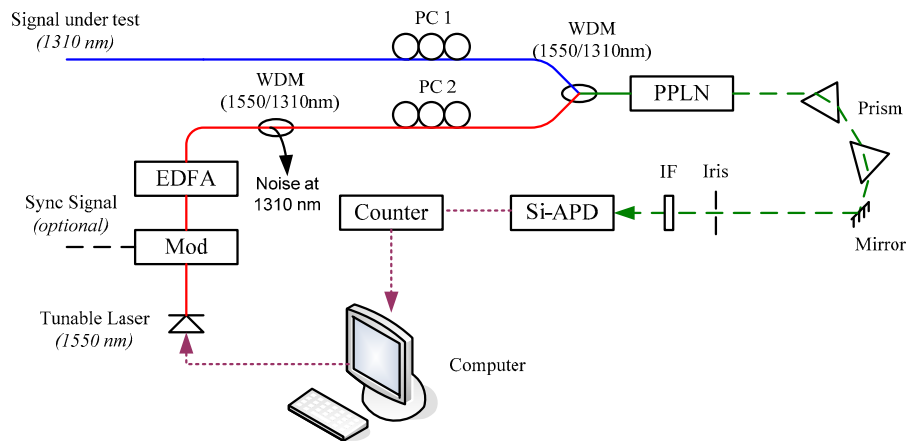 Signal under test
(1310 nm)
PC 1
WDM
(1550/1310nm)
WDM
(1550/1310nm)
PC 2
PPLN
Prism
EDFA
Noise at
1310 nm
IF
Iris
Sync Signal
(optional)
Counter
Si-APD
Mod
Mirror
Tunable Laser
(1550 nm)
Computer